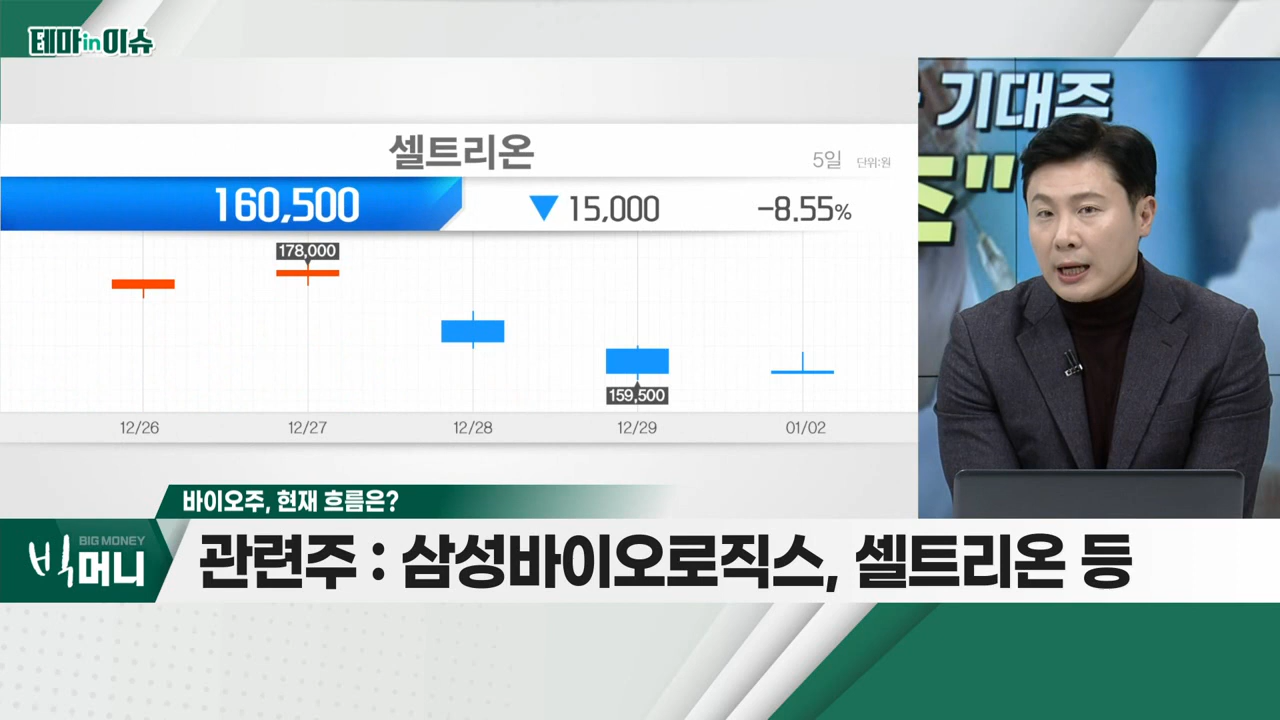 테마in이슈
기대주
셀트리온
5일 단위:원
160,500 ▼ 15,000 -8.55%
178,000
159,500
12/26 12/27 12/28 12/29 01/02
바이오주, 현재 흐름은?
BIG MONEY
빅머니
관련주 : 삼성바이오로직스, 셀트리온 등